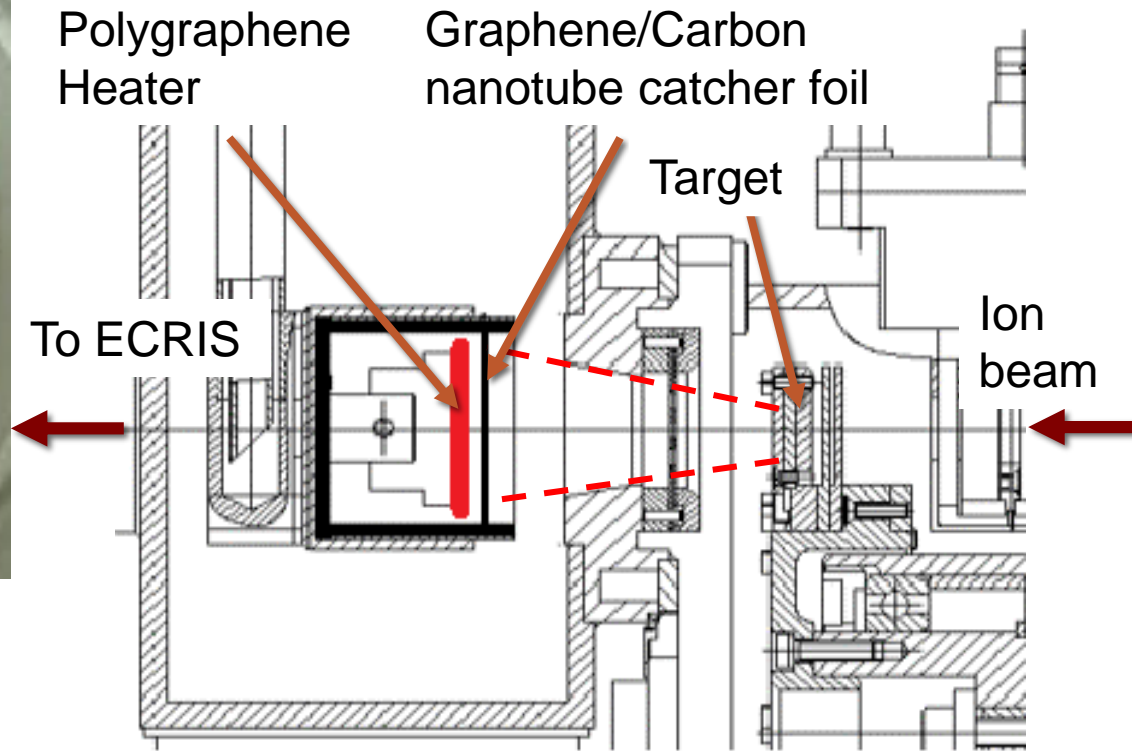 Polygraphene
Heater
Graphene/Carbon
nanotube catcher foil
Target
To ECRIS
Ion
beam